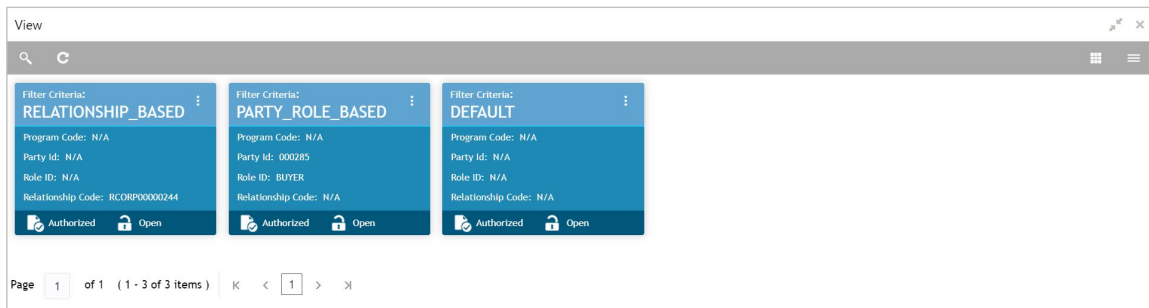 View
Filter Criteria: Filter Criteria: Filter Criteria:
RELATIONSHIP_BASED PARTY_ROLE_BASED DEFAULT
Program Code: N/A Program Code: N/A Program Code: N/A
Party Id: N/A Party Id: 000285 Party Id: N/A
Role ID: N/A Role ID: BUYER Role ID: N/A
Relationship Code: RCORP00000244 Relationship Code: N/A Relationship Code: N/A
Authorized Open Authorized Open Authorized Open
Page 1 of 1 ( 1 - 3 of 3 items ) 1